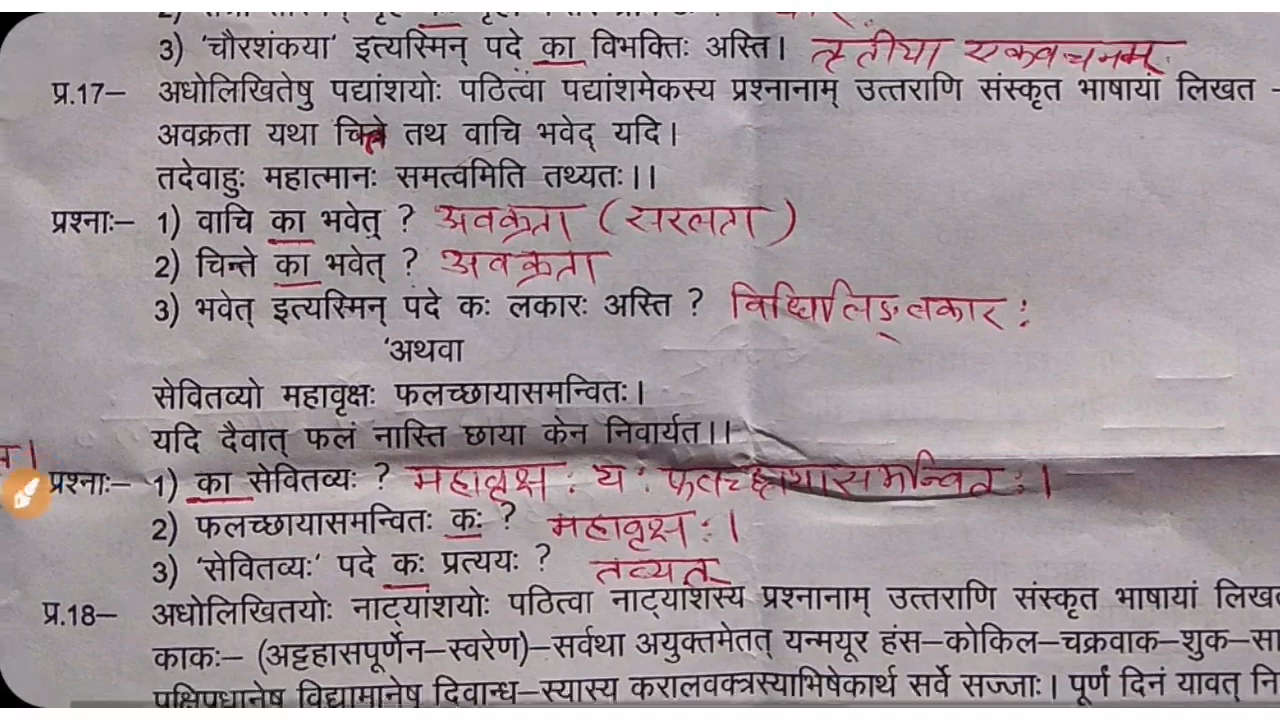 3) 'चौरशंकया' इत्यस्मिन् पदे का विभक्तिः अस्ति। तृतीया एकवचनम्
प्र.17– अधोलिखितेषु पद्यांशयोः पठित्वा पद्यांशमेकस्य प्रश्नानाम् उत्तराणि संस्कृत भाषायां लिखत -
अवक्रता यथा चित्ते तथ वाचि भवेद् यदि।
तदेवाहुः महात्मानः समत्वमिति तथ्यतः।।
प्रश्नाः– 1) वाचि का भवेत् ? अवक्रता (सरलता)
2) चिन्ते का भवेत् ? अवक्रता
3) भवेत् इत्यस्मिन् पदे कः लकारः अस्ति ? विधिलिङ्लकारः
'अथवा
सेवितव्यो महावृक्षः फलच्छायासमन्वितः।
यदि दैवात् फलं नास्ति छाया केन निवार्यत।।
प्रश्नाः– 1) का सेवितव्यः ? महावृक्षः यः फलच्छायासमन्वितः।
2) फलच्छायासमन्वितः कः ? महावृक्षः।
3) 'सेवितव्यः' पदे कः प्रत्ययः ? तव्यत्
प्र.18– अधोलिखितयोः नाट्यांशयोः पठित्वा नाट्यांशस्य प्रश्नानाम् उत्तराणि संस्कृत भाषायां लिखत
काकः– (अट्टहासपूर्णेन–स्वरेण)–सर्वथा अयुक्तमेतत् यन्मयूर हंस–कोकिल–चक्रवाक–शुक–सा
पक्षिप्रधानेषु विद्यामानेषु दिवान्ध–स्यास्य करालवक्त्रस्याभिषेकार्थ सर्वे सज्जाः। पूर्णं दिनं यावत् नि